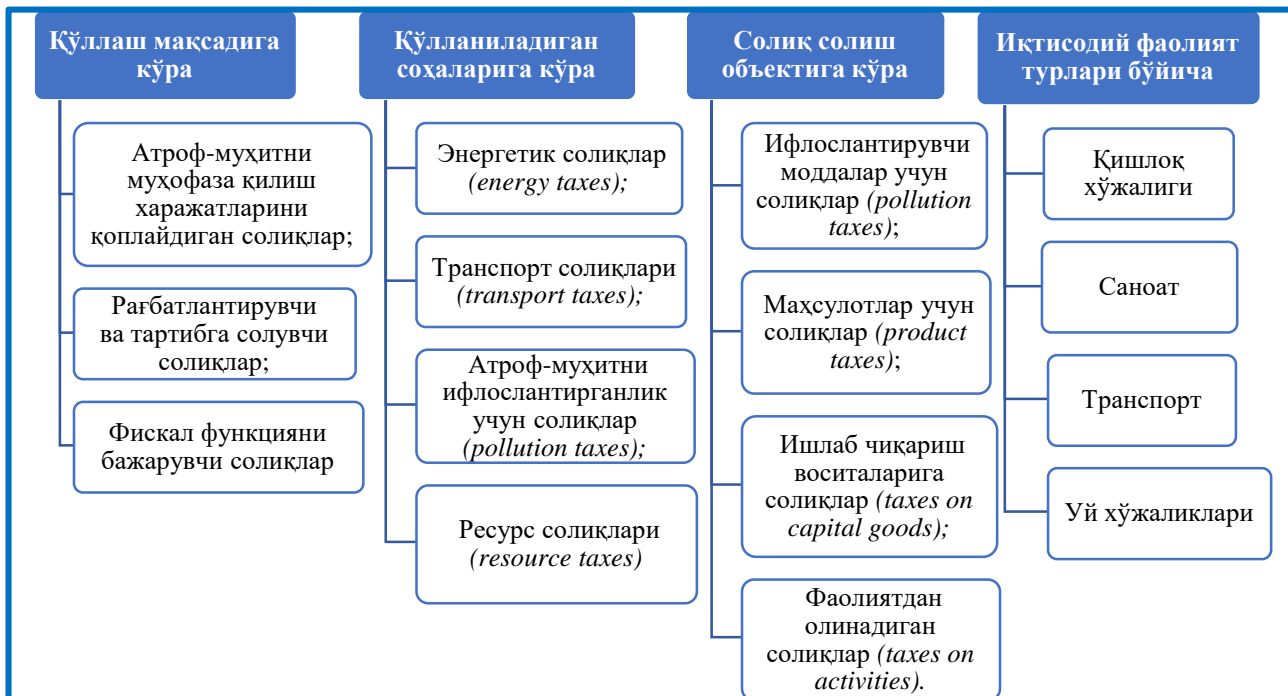 Қўллаш мақсадига
кўра
Атроф-муҳитни
муҳофаза қилиш
харажатларини
қоплайдиган солиқлар;
Рағбатлантирувчи
ва тартибга солувчи
солиқлар;
Фискал функцияни
бажарувчи солиқлар
Қўлланиладиган
соҳаларига кўра
Энергетик солиқлар
(energy taxes);
Транспорт солиқлари
(transport taxes);
Атроф-муҳитни
ифлослантирганлик
учун солиқлар
(pollution taxes);
Ресурс солиқлари
(resource taxes)
Солиқ солиш
объектига кўра
Ифлослантирувчи
моддалар учун
солиқлар (pollution
taxes);
Маҳсулотлар учун
солиқлар (product
taxes);
Ишлаб чиқариш
воситаларига
солиқлар (taxes on
capital goods);
Фаолиятдан
олинадиган
солиқлар (taxes on
activities).
Иқтисодий фаолият
турлари бўйича
Қишлоқ
хўжалиги
Саноат
Транспорт
Уй хўжаликлари